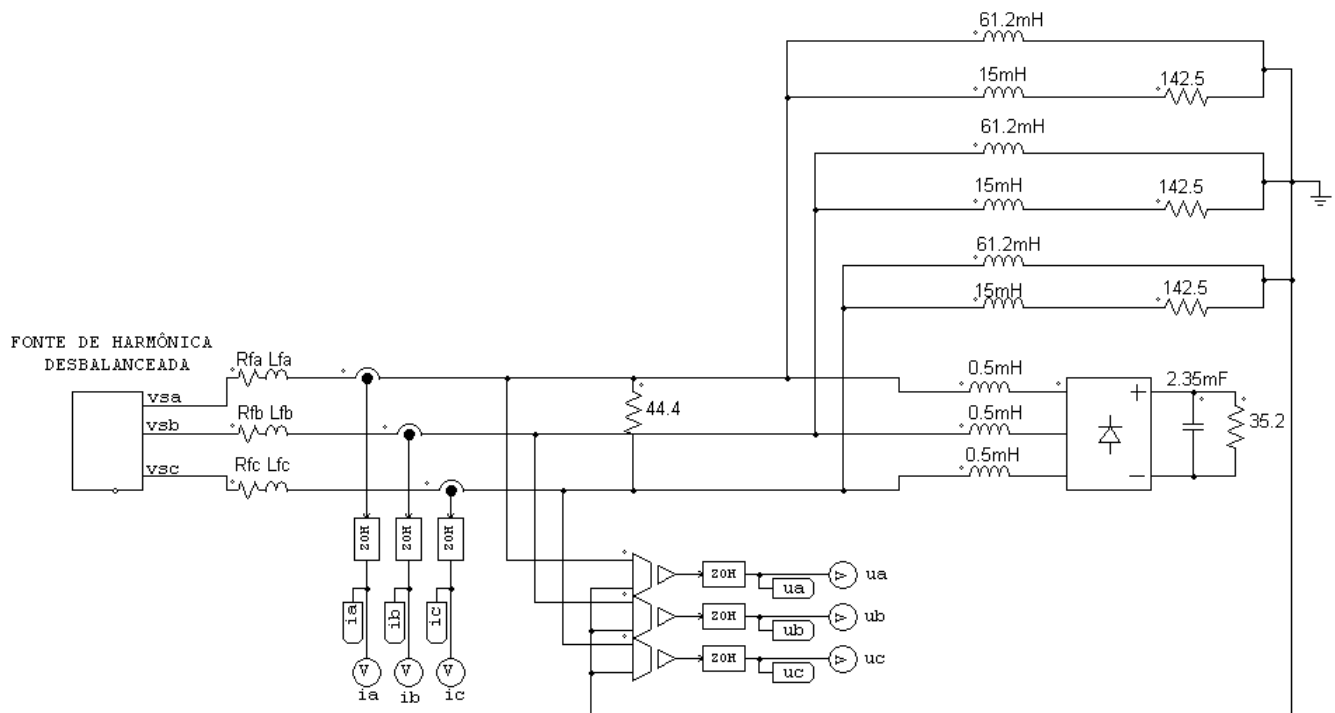 61.2mH
15mH
142.5
61.2mH
15mH
142.5
61.2mH
15mH
142.5
FONTE DE HARMÔNICA
DESBALANCEADA
Rfa Lfa
vsa
Rfb Lfb
vsb
Rfc Lfc
vsc
44.4
0.5mH
0.5mH
0.5mH
2.35mF
35.2
ZOH
ZOH
ZOH
ia
ib
ic
V
V
V
ia
ib
ic
ZOH
ua
V
ua
ZOH
ub
V
ub
ZOH
uc
V
uc